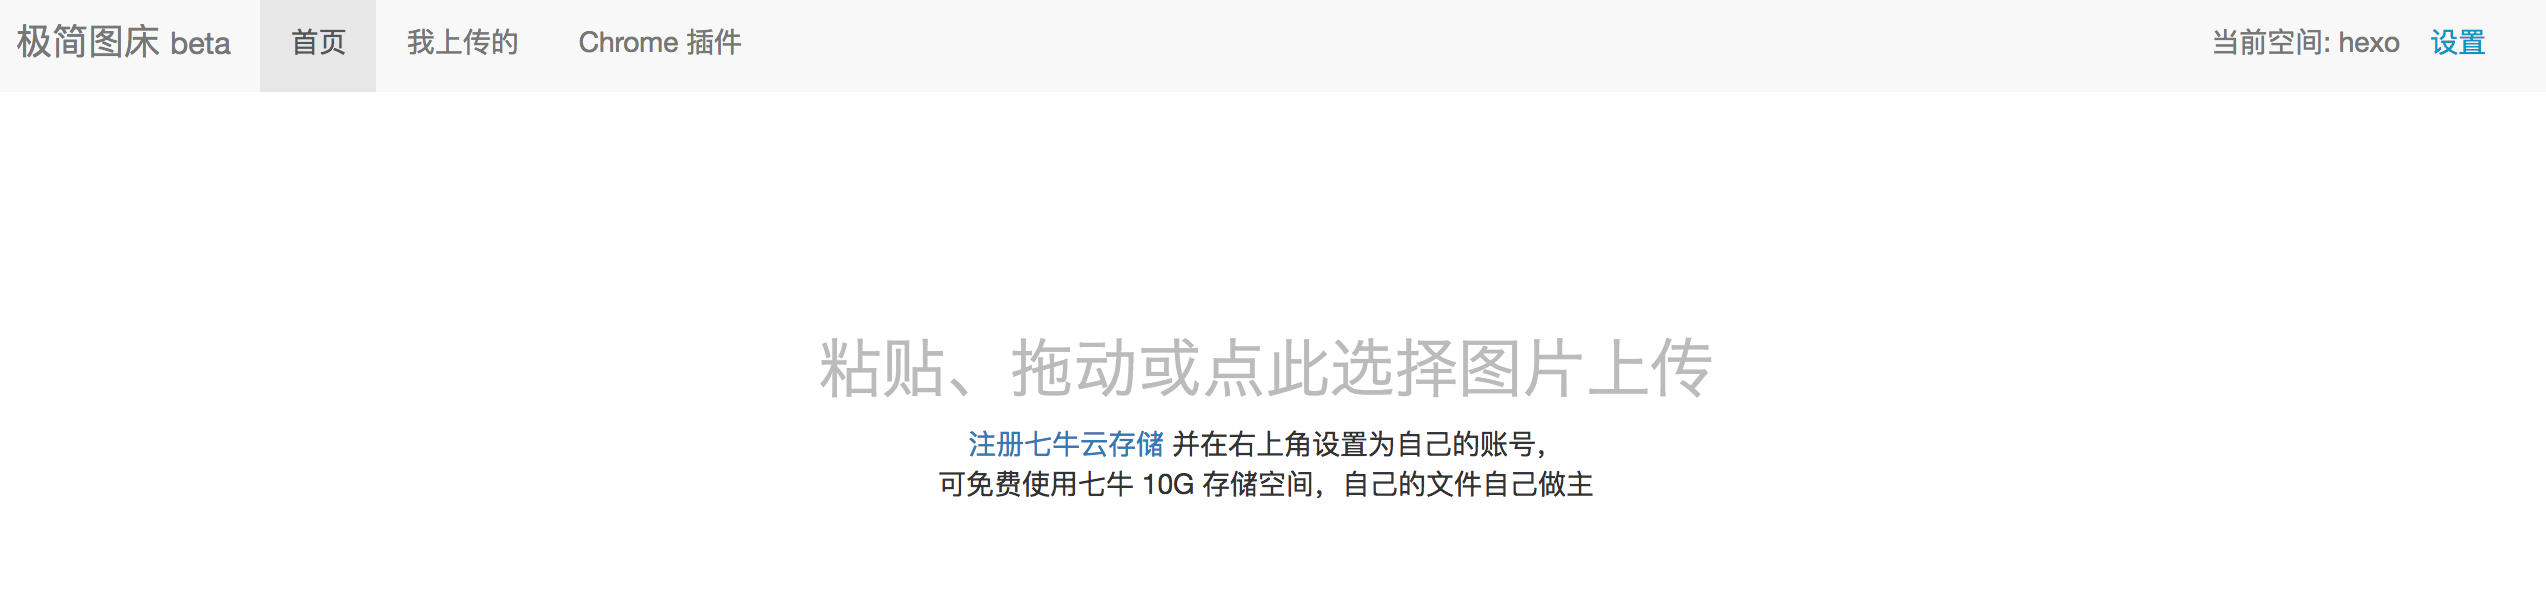 极简图床 beta 首页 我上传的 Chrome 插件 当前空间: hexo 设置
粘贴、拖动或点此选择图片上传
注册七牛云存储 并在右上角设置为自己的账号，
可免费使用七牛 10G 存储空间，自己的文件自己做主